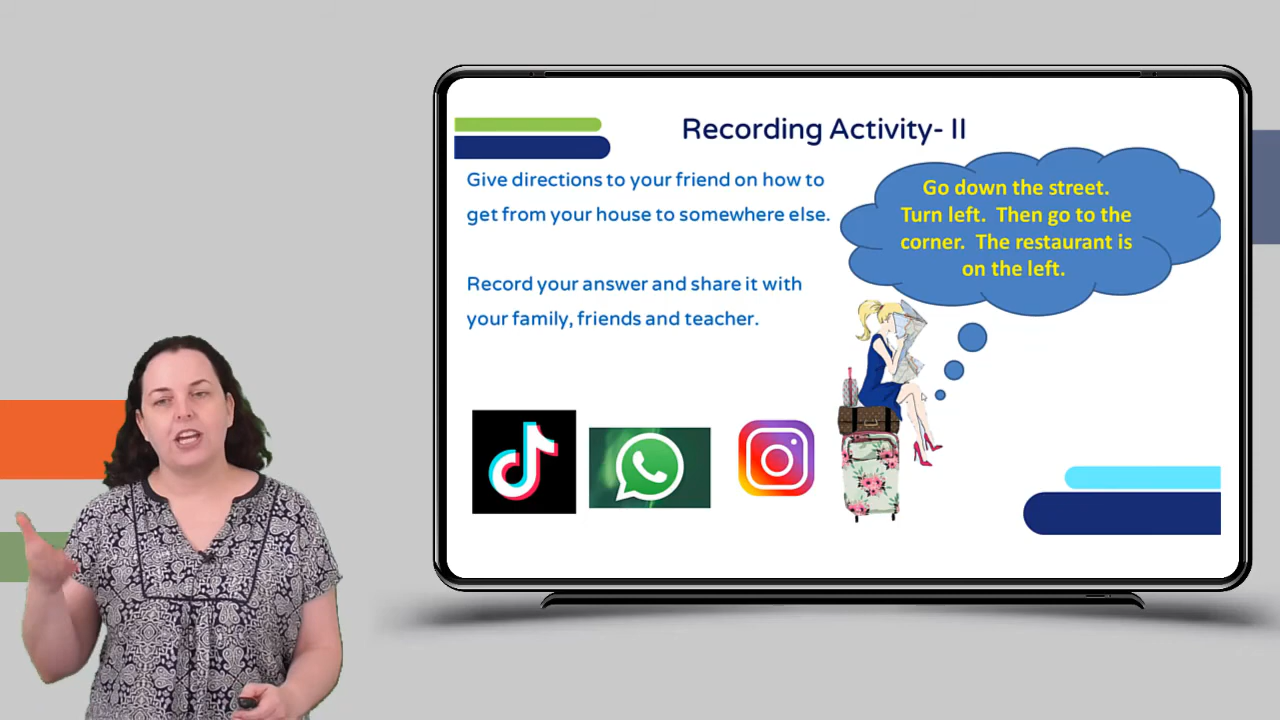 Recording Activity- II
Give directions to your friend on how to
get from your house to somewhere else.
Record your answer and share it with
your family, friends and teacher.
Go down the street.
Turn left. Then go to the
corner. The restaurant is
on the left.